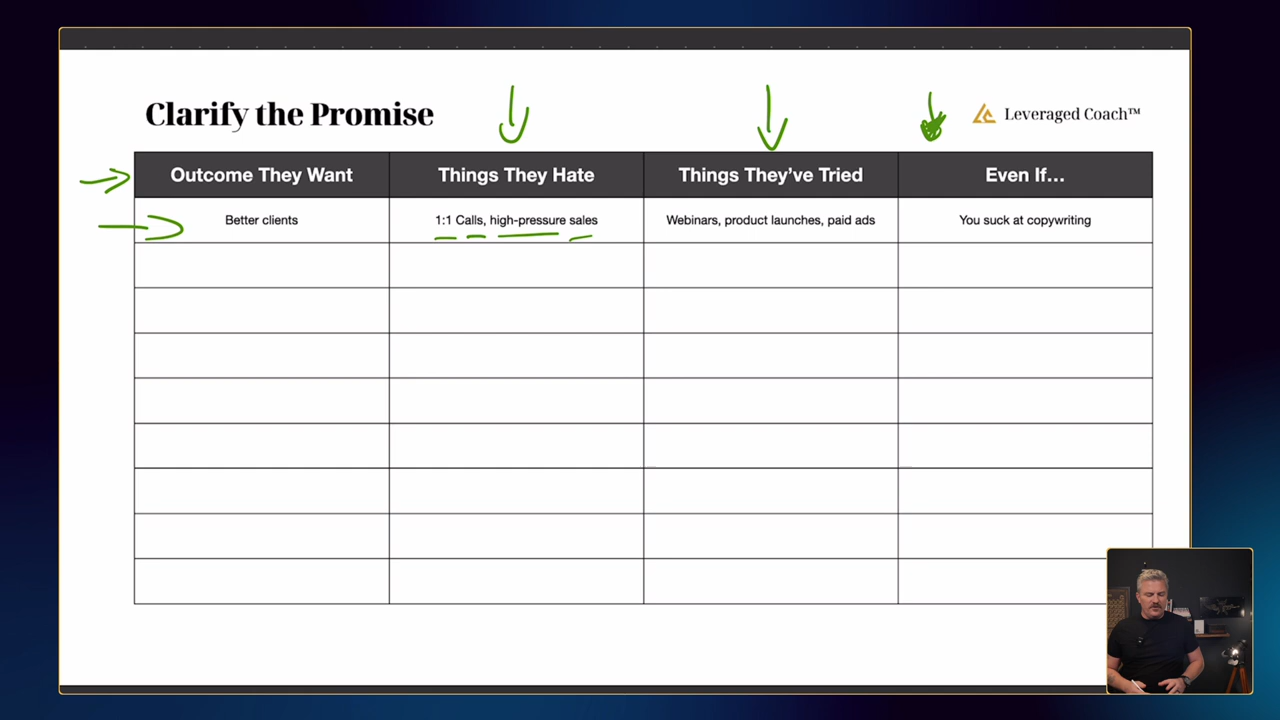 Clarify the Promise
Leveraged Coach™
Outcome They Want
Things They Hate
Things They've Tried
Even If...
Better clients
1:1 Calls, high-pressure sales
Webinars, product launches, paid ads
You suck at copywriting